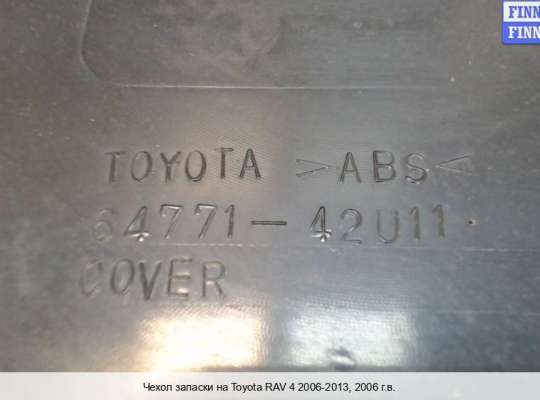 FINN
FINN
TOYOTA >ABS<
64771-42U11
COVER
Чехол запаски на Toyota RAV 4 2006-2013, 2006 г.в.